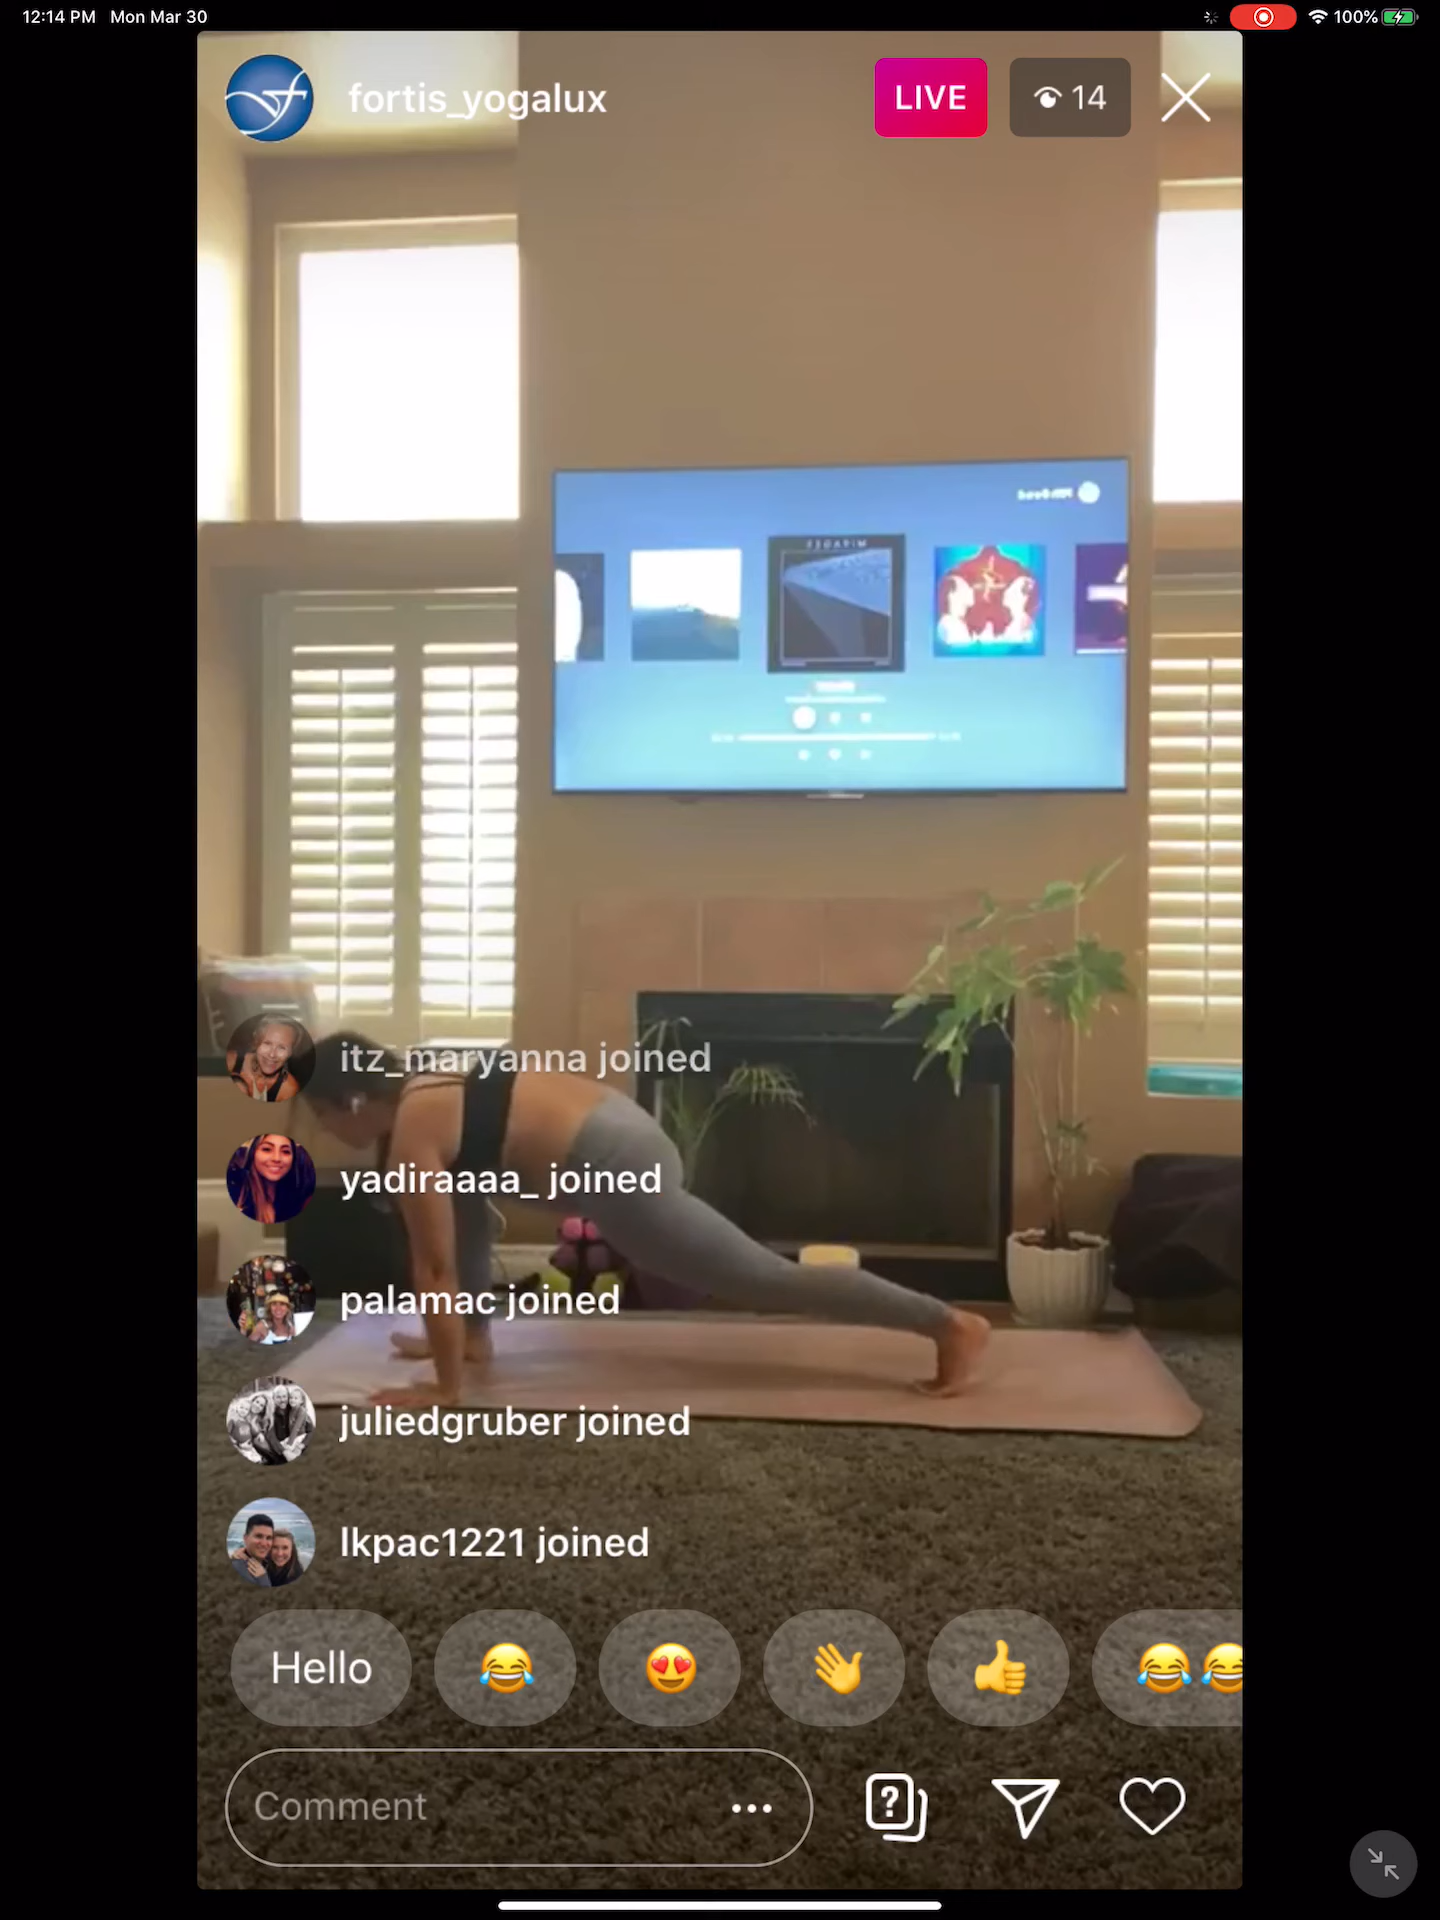 12:14 PM Mon Mar 30
100%
fortis_yogalux
LIVE
14
itz_maryanna joined
yadiraaaa_ joined
palamac joined
juliedgruber joined
lkpac1221 joined
Hello
Comment